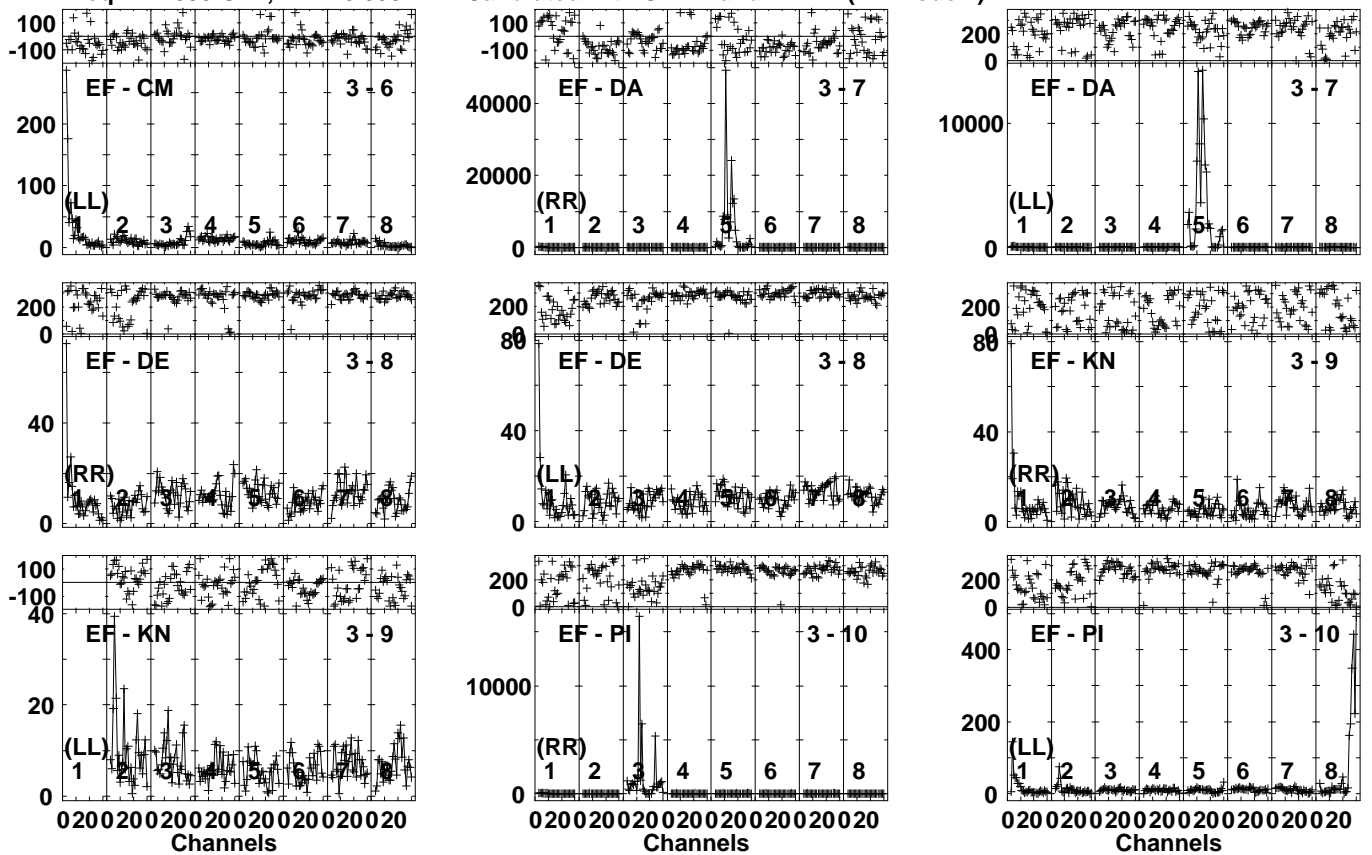 100 100 200
-100 -100 0
EF - CM 3 - 6 EF - DA 3 - 7 EF - DA 3 - 7
200 40000 10000
100 20000
(LL) (RR) (LL)
1 2 3 4 5 6 7 8 1 2 3 4 5 6 7 8 1 2 3 4 5 6 7 8
0 0 0
200 200 200
0 0 0
EF - DE 3 - 8 EF - DE 3 - 8 EF - KN 3 - 9
80 80
40 40 40
(RR) (LL) (RR)
1 2 3 4 5 6 7 8 1 2 3 4 5 6 7 8 1 2 3 4 5 6 7 8
0 0 0
100 200 200
-100 0 0
EF - KN 3 - 9 EF - PI 3 - 10 EF - PI 3 - 10
40 10000 400
20 200
(LL) (RR) (LL)
1 2 3 4 5 6 7 8 1 2 3 4 5 6 7 8 1 2 3 4 5 6 7 8
0 0 0
0 20 0 20 0 20 0 20 0 20 0 20 0 20 0 20 0 20 0 20 0 20 0 20 0 20 0 20 0 20 0 20 0 20 0 20 0 20 0 20 0 20 0 20 0 20 0 20
Channels Channels Channels